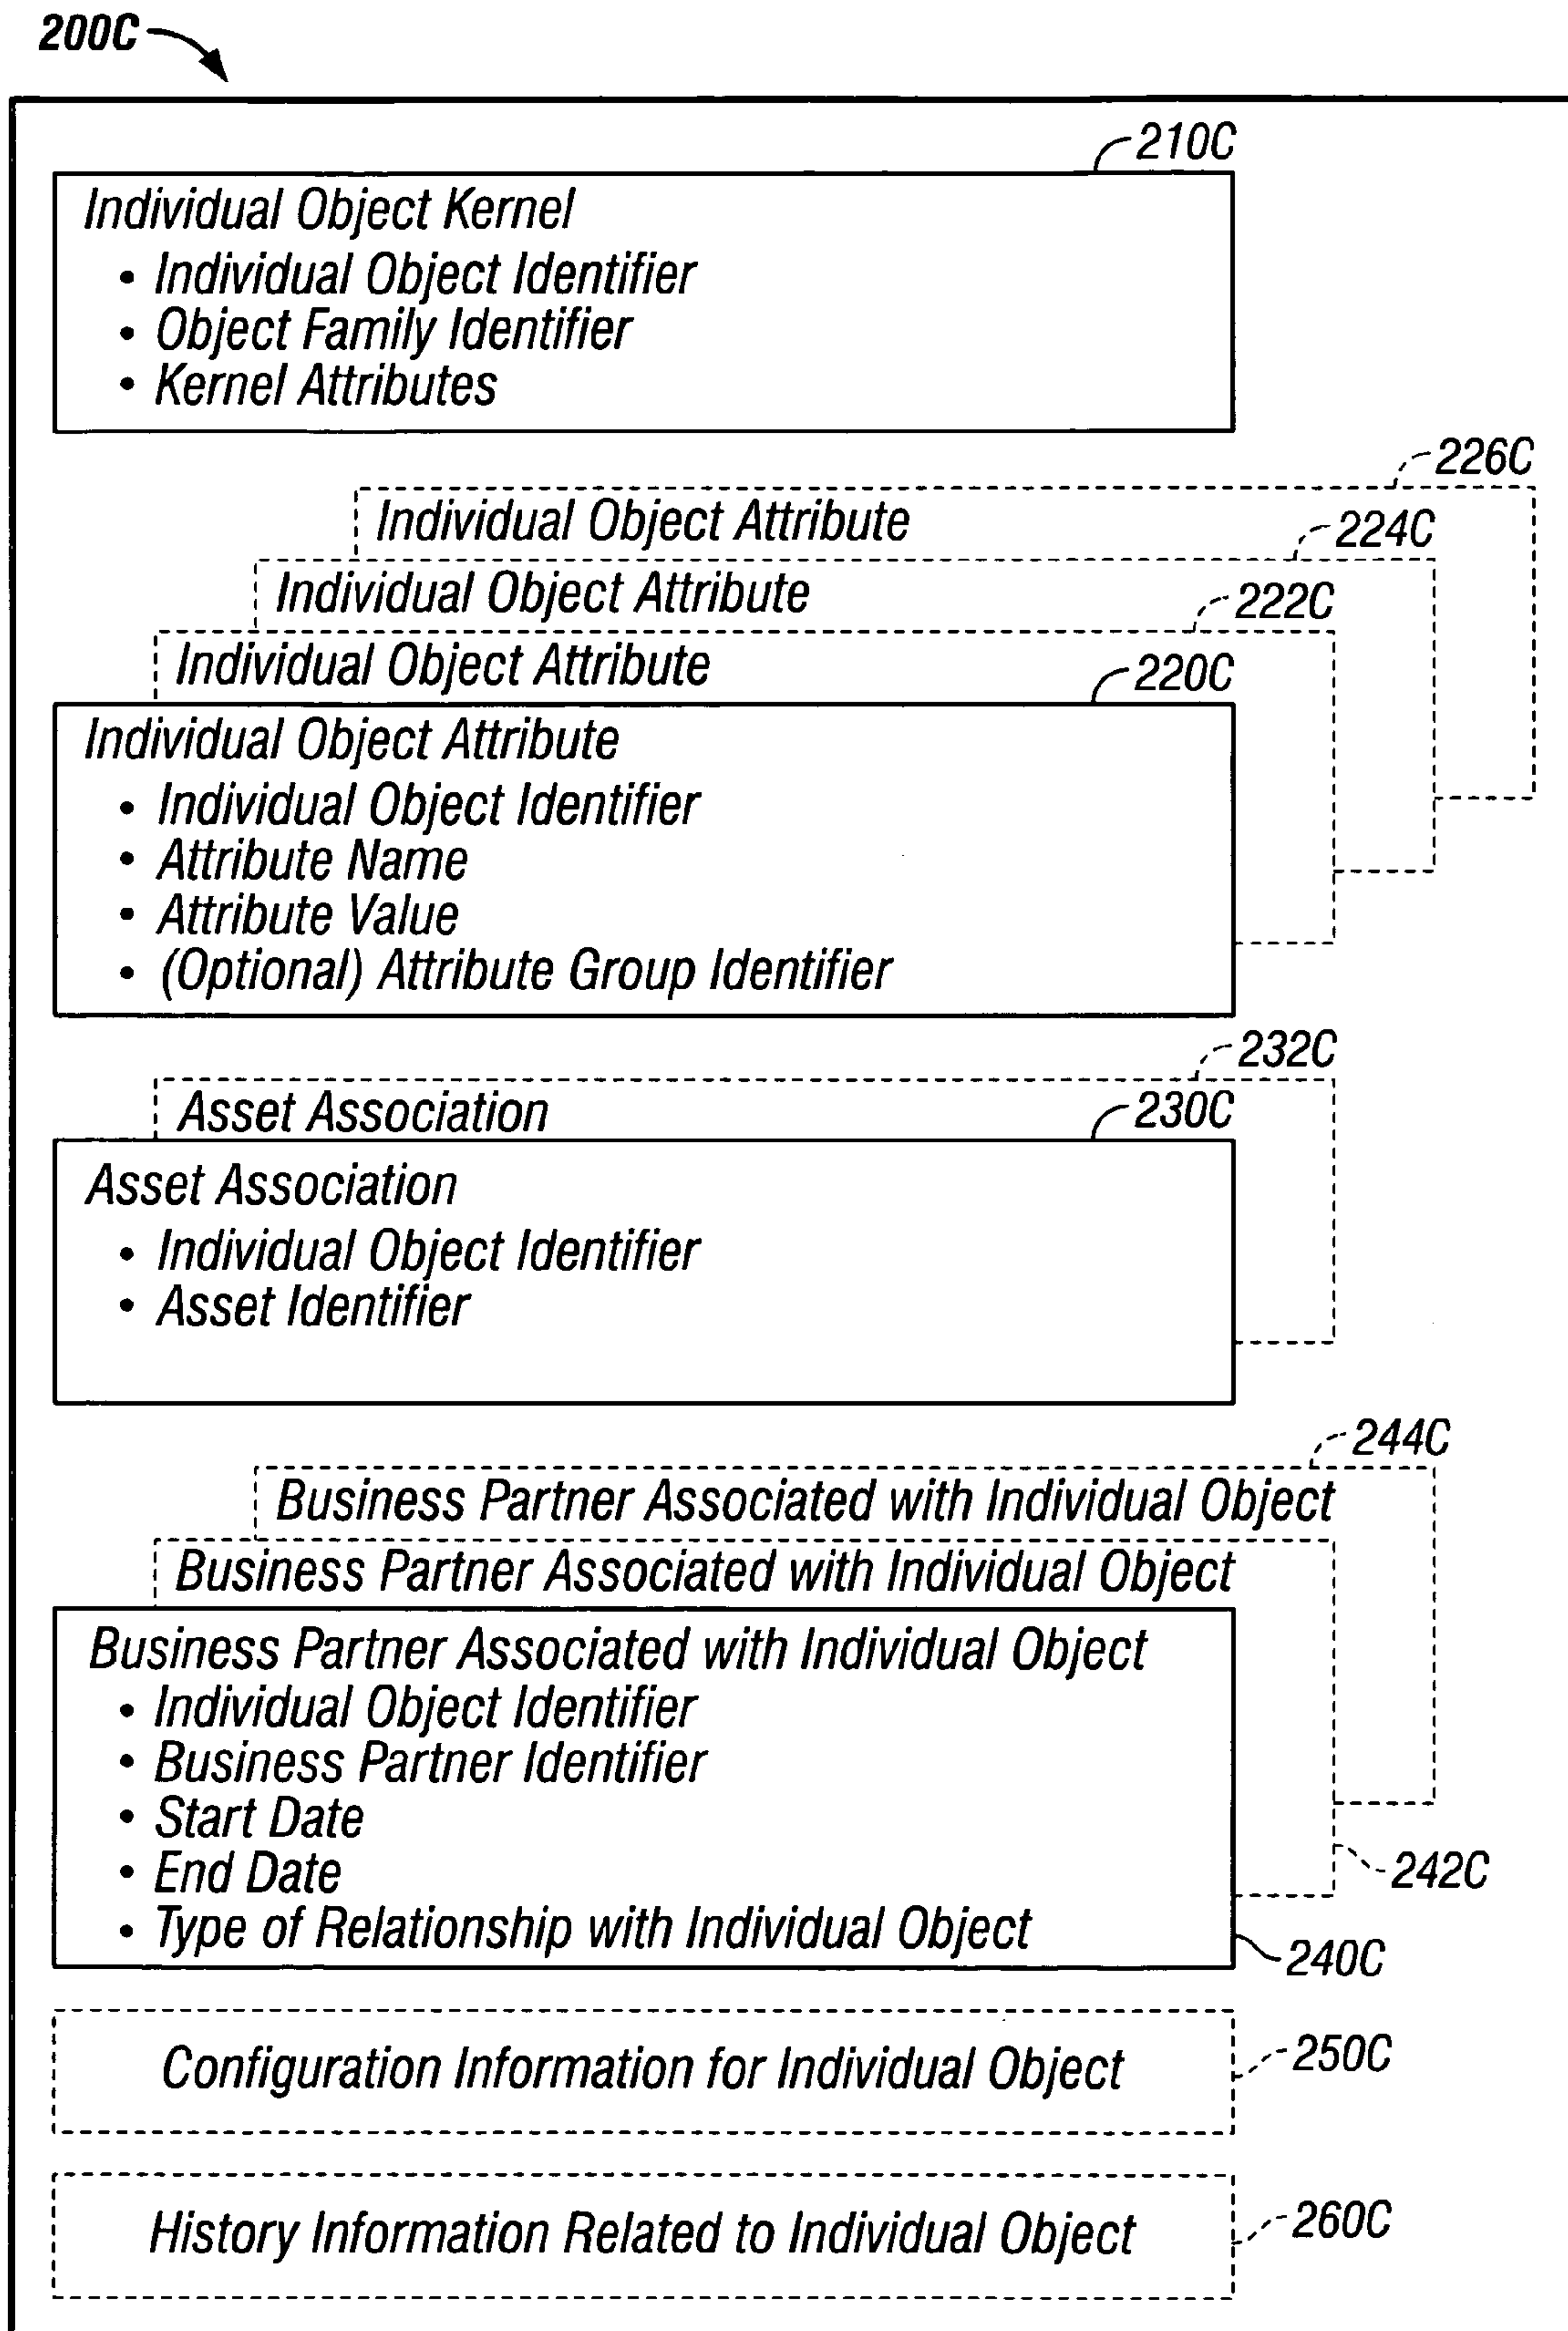 200C
210C
Individual Object Kernel
• Individual Object Identifier
• Object Family Identifier
• Kernel Attributes
226C
Individual Object Attribute
224C
Individual Object Attribute
222C
Individual Object Attribute
220C
Individual Object Attribute
• Individual Object Identifier
• Attribute Name
• Attribute Value
• (Optional) Attribute Group Identifier
232C
Asset Association
230C
Asset Association
• Individual Object Identifier
• Asset Identifier
244C
Business Partner Associated with Individual Object
Business Partner Associated with Individual Object
Business Partner Associated with Individual Object
• Individual Object Identifier
• Business Partner Identifier
• Start Date
• End Date
242C
• Type of Relationship with Individual Object
240C
Configuration Information for Individual Object
250C
History Information Related to Individual Object
260C